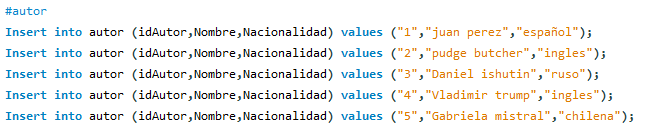 #autor
Insert into autor (idAutor,Nombre,Nacionalidad) values ("1","juan perez","español");
Insert into autor (idAutor,Nombre,Nacionalidad) values ("2","pudge butcher","ingles");
Insert into autor (idAutor,Nombre,Nacionalidad) values ("3","Daniel ishutin","ruso");
Insert into autor (idAutor,Nombre,Nacionalidad) values ("4","Vladimir trump","ingles");
Insert into autor (idAutor,Nombre,Nacionalidad) values ("5","Gabriela mistral","chilena");